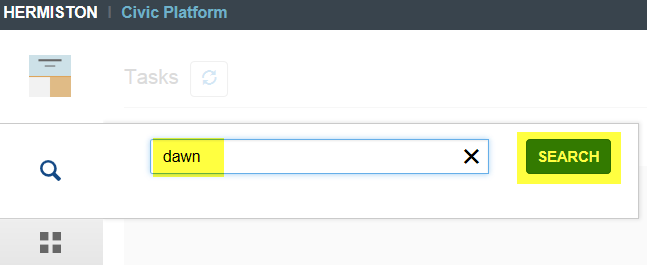 HERMISTON | Civic Platform
Tasks
dawn
SEARCH